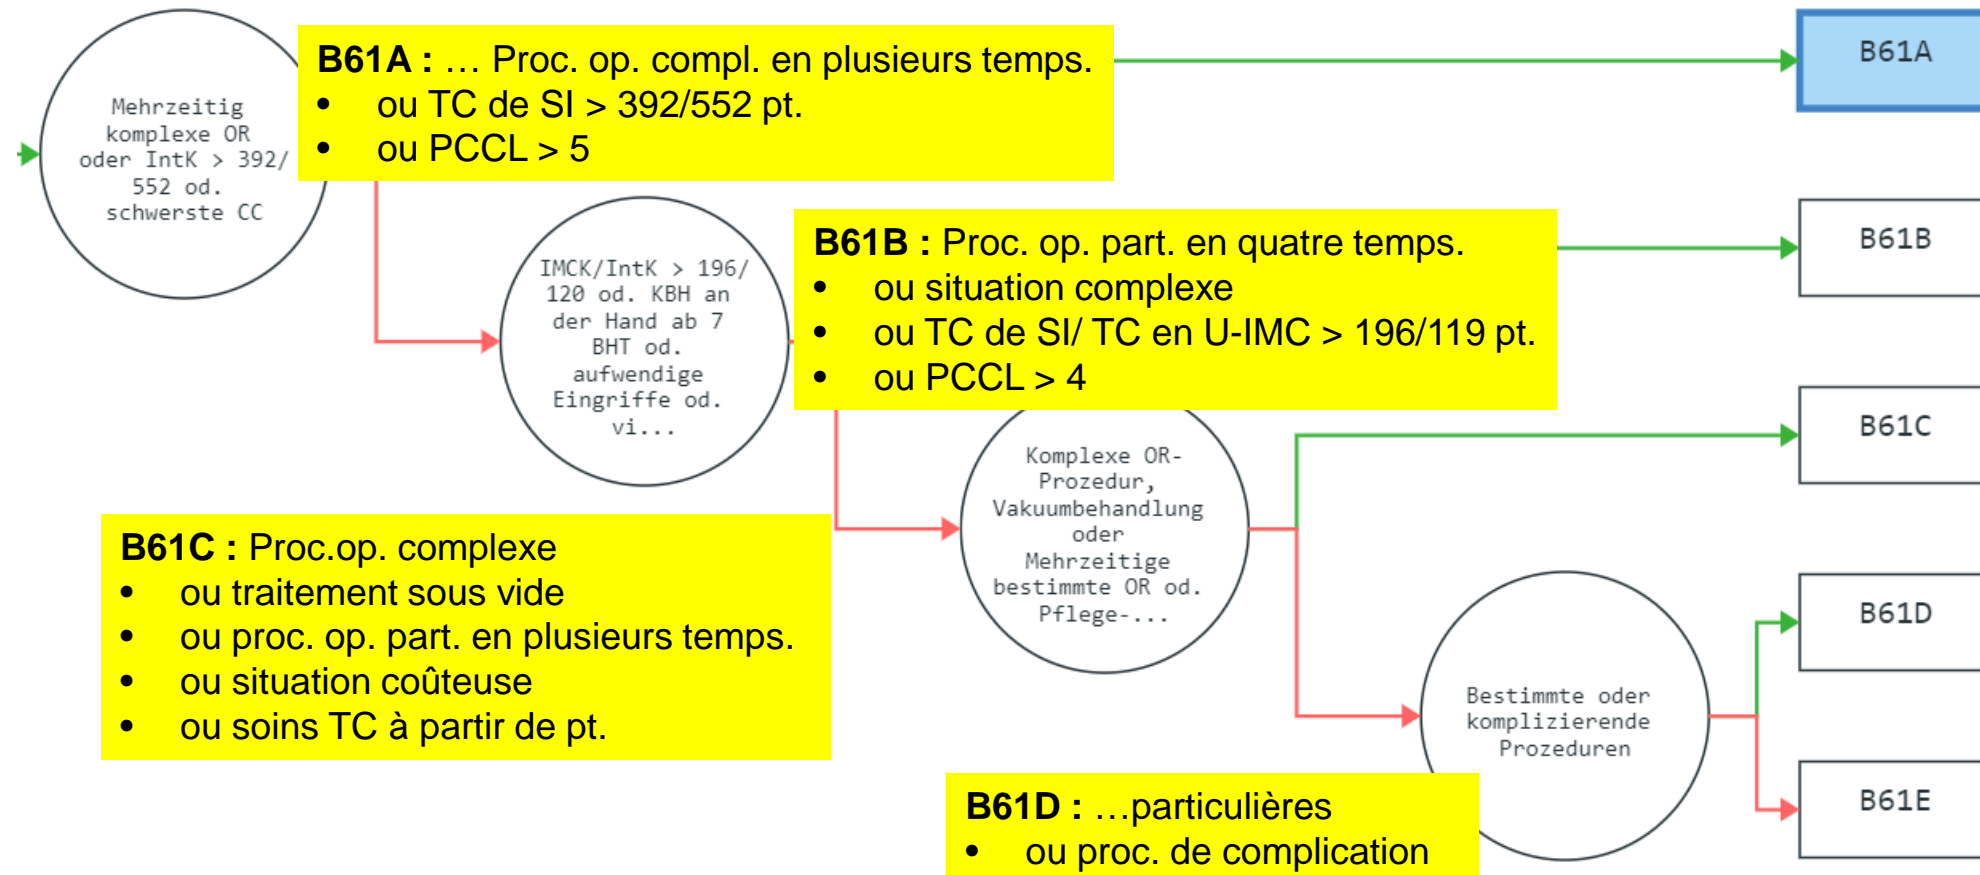 Mehrzeitig
komplexe OR
oder IntK > 392/
552 od.
schwerste CC
B61A : … Proc. op. compl. en plusieurs temps.
• ou TC de SI > 392/552 pt.
• ou PCCL > 5
B61A
IMCK/IntK > 196/
120 od. KBH an
der Hand ab 7
BHT od.
aufwendige
Eingriffe od.
vi...
B61B : Proc. op. part. en quatre temps.
• ou situation complexe
• ou TC de SI/ TC en U-IMC > 196/119 pt.
• ou PCCL > 4
B61B
Komplexe OR-
Prozedur,
Vakuumbehandlung
oder
Mehrzeitige
bestimmte OR od.
Pflege-...
B61C
B61C : Proc.op. complexe
• ou traitement sous vide
• ou proc. op. part. en plusieurs temps.
• ou situation coûteuse
• ou soins TC à partir de pt.
Bestimmte oder
komplizierende
Prozeduren
B61D
B61E
B61D : …particulières
• ou proc. de complication